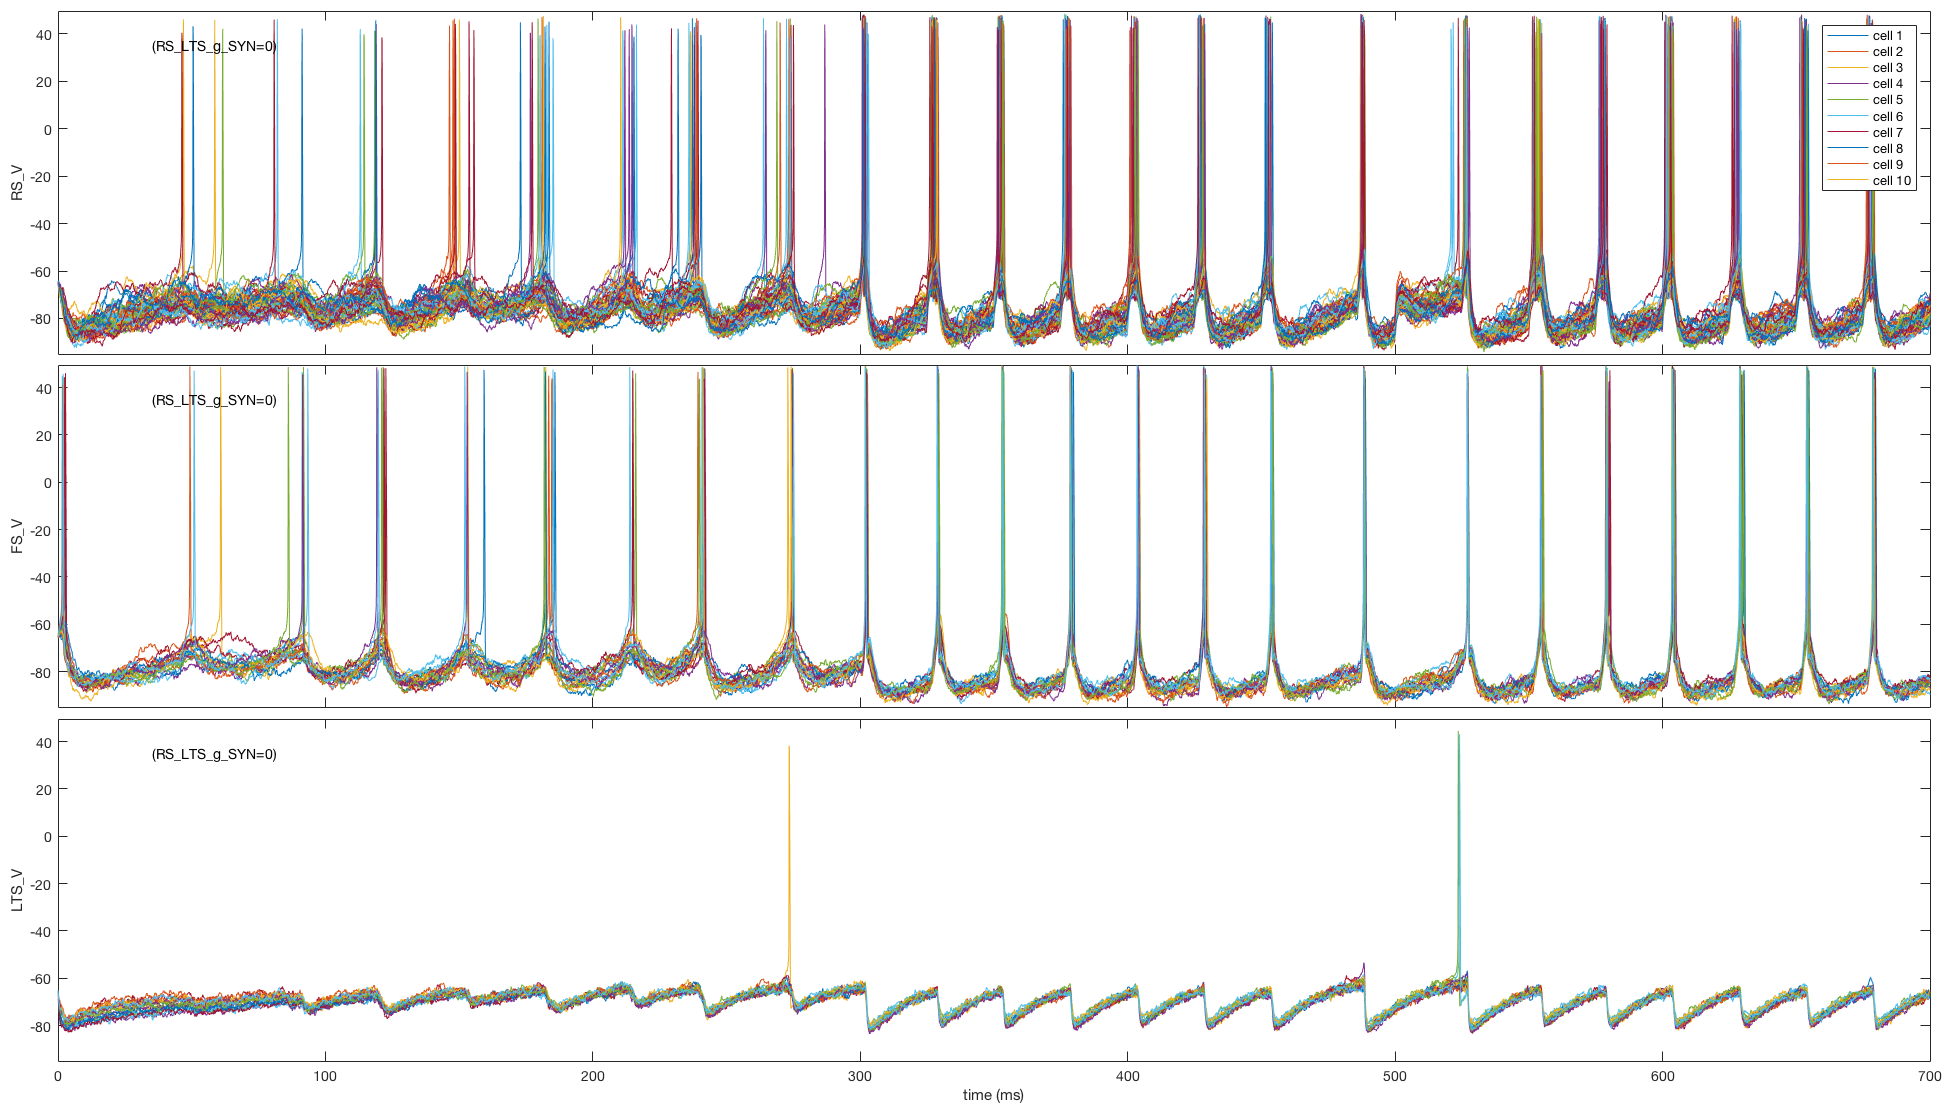 40
20
0
-20
-40
-60
-80
RS_V
(RS_LTS_g_SYN=0)
cell 1
cell 2
cell 3
cell 4
cell 5
cell 6
cell 7
cell 8
cell 9
cell 10
40
20
0
-20
-40
-60
-80
FS_V
(RS_LTS_g_SYN=0)
40
20
0
-20
-40
-60
-80
LTS_V
(RS_LTS_g_SYN=0)
0 100 200 300 400 500 600 700
time (ms)